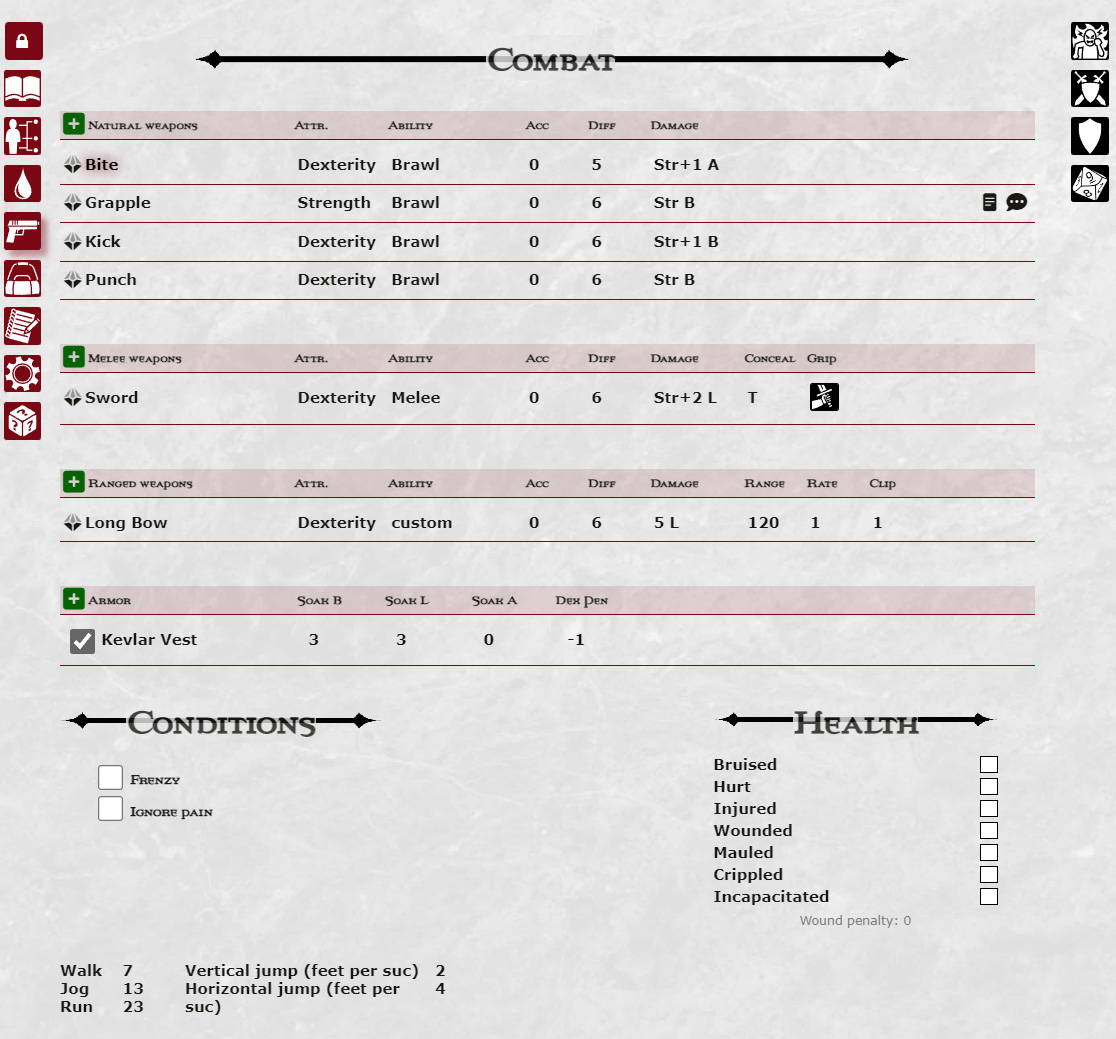 Combat
Natural weapons Attr. Ability Acc Diff Damage
Bite Dexterity Brawl 0 5 Str+1 A
Grapple Strength Brawl 0 6 Str B
Kick Dexterity Brawl 0 6 Str+1 B
Punch Dexterity Brawl 0 6 Str B
Melee weapons Attr. Ability Acc Diff Damage Conceal Grip
Sword Dexterity Melee 0 6 Str+2 L T
Ranged weapons Attr. Ability Acc Diff Damage Range Rate Clip
Long Bow Dexterity custom 0 6 5 L 120 1 1
Armor Soak B Soak L Soak A Dex Pen
Kevlar Vest 3 3 0 -1
Conditions
Frenzy
Ignore pain
Health
Bruised
Hurt
Injured
Wounded
Mauled
Crippled
Incapacitated
Wound penalty: 0
Walk 7 Vertical jump (feet per suc) 2
Jog 13 Horizontal jump (feet per 4
Run 23 suc)